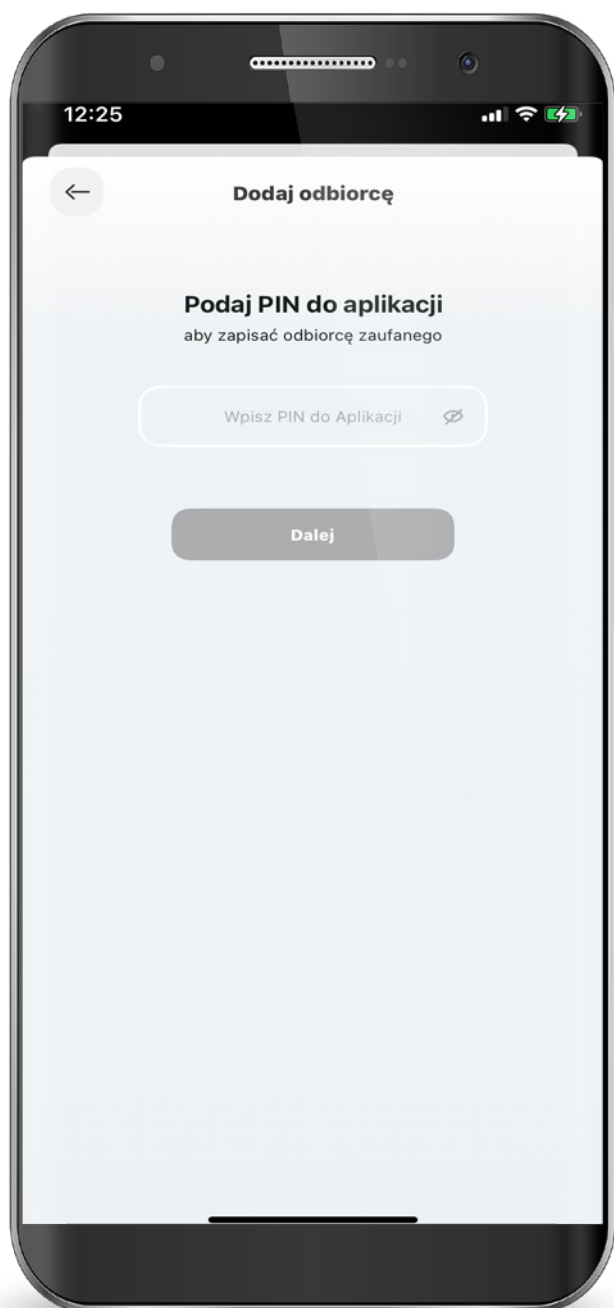 12:25
Dodaj odbiorcę
Podaj PIN do aplikacji
aby zapisać odbiorcę zaufanego
Wpisz PIN do Aplikacji
Dalej